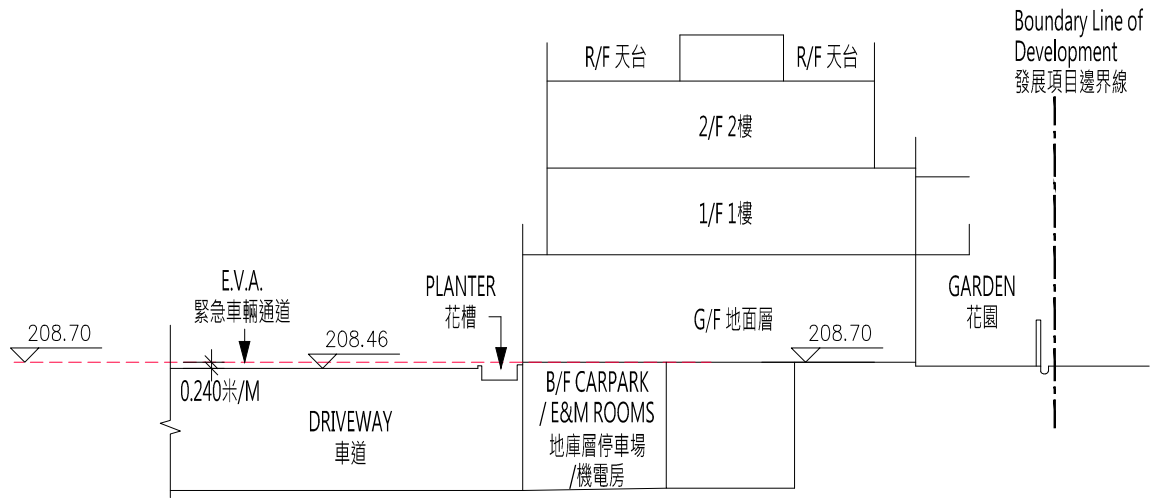 Boundary Line of
Development
發展項目邊界線
R/F 天台
R/F 天台
2/F 2樓
1/F 1樓
E.V.A.
緊急車輛通道
PLANTER
花槽
GARDEN
花園
G/F 地面層
208.70
208.46
208.70
0.240米/M
B/F CARPARK
/ E&M ROOMS
地庫層停車場
/機電房
DRIVEWAY
車道